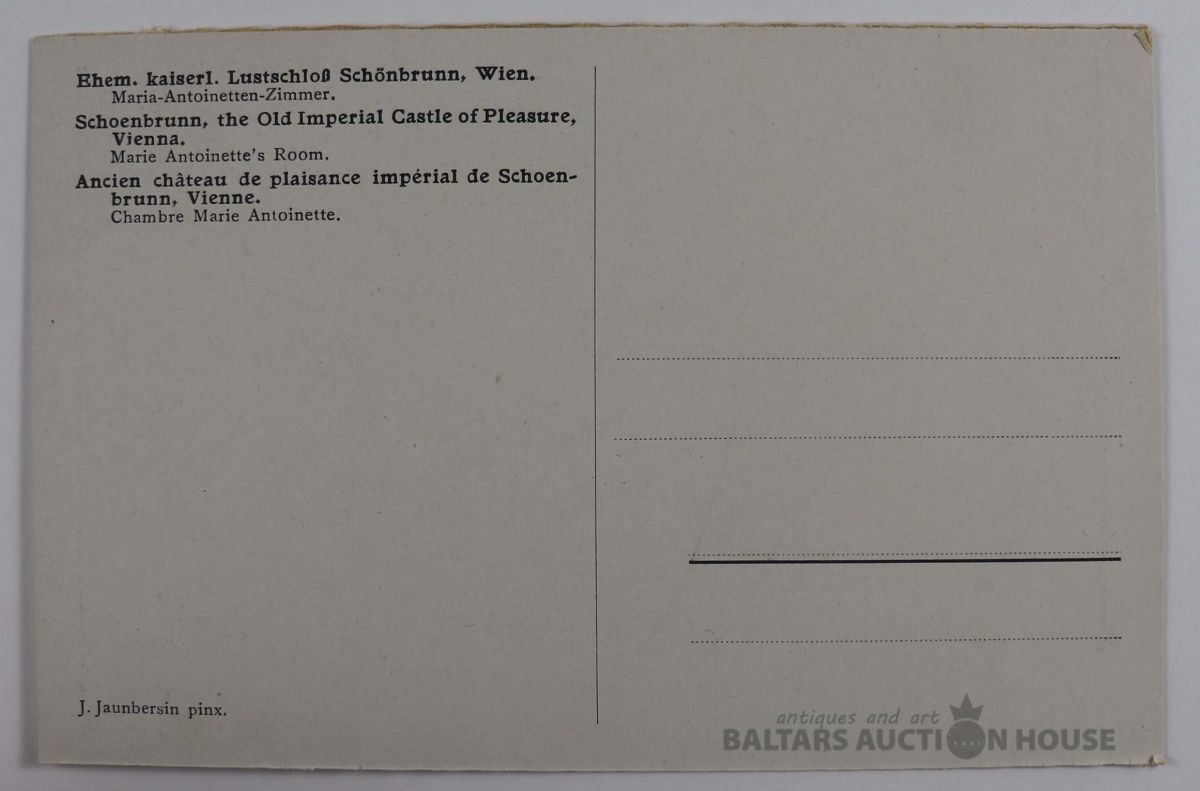 Ehem. kaiserl. Lustschloß Schönbrunn, Wien.
Maria-Antoinetten-Zimmer.
Schoenbrunn, the Old Imperial Castle of Pleasure,
Vienna.
Marie Antoinette's Room.
Ancien château de plaisance impérial de Schoen-
brunn, Vienne.
Chambre Marie Antoinette.
J. Jaunbersin pinx.
antiques and art
BALTARS AUCTION HOUSE